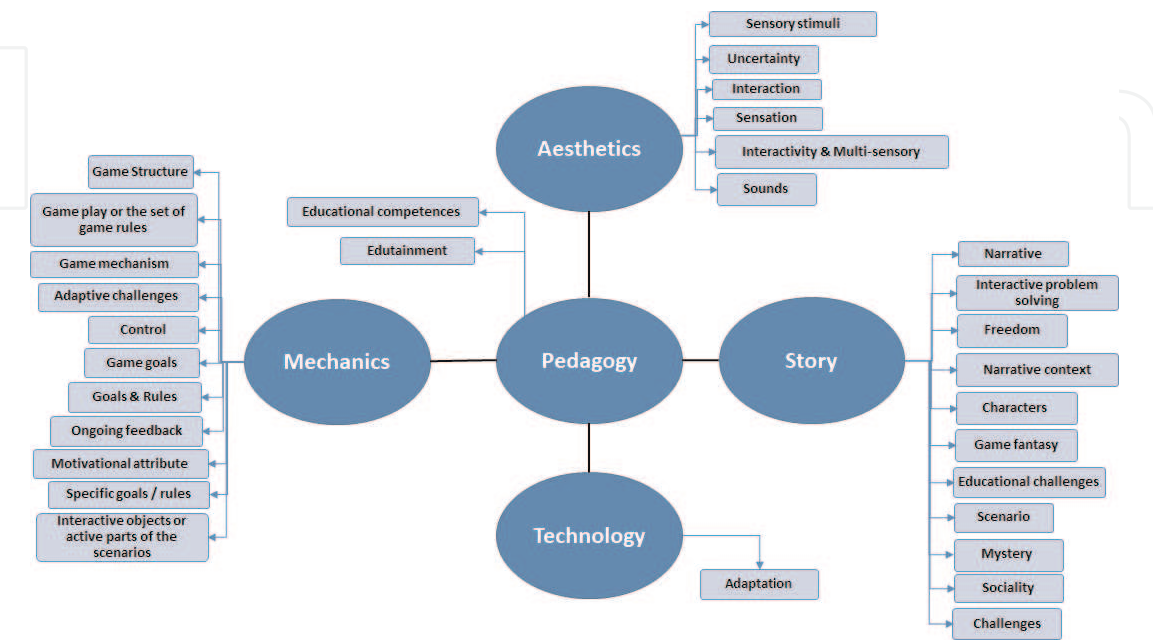 Sensory stimuli
Uncertainty
Interaction
Sensation
Interactivity & Multi-sensory
Sounds
Aesthetics
Educational competences
Edutainment
Game Structure
Game play or the set of
game rules
Game mechanism
Adaptive challenges
Control
Game goals
Goals & Rules
Ongoing feedback
Motivational attribute
Specific goals / rules
Interactive objects or
active parts of the
scenarios
Mechanics
Pedagogy
Story
Narrative
Interactive problem
solving
Freedom
Narrative context
Characters
Game fantasy
Educational challenges
Scenario
Mystery
Sociality
Challenges
Technology
Adaptation